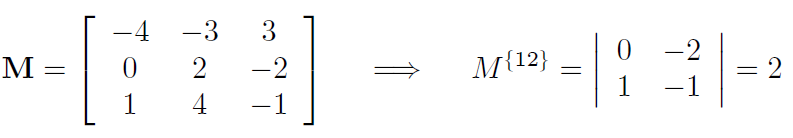 M = [ −4 −3 3 ; 0 2 −2 ; 1 4 −1 ] ⟹ M^{12} = | 0 −2 ; 1 −1 | = 2